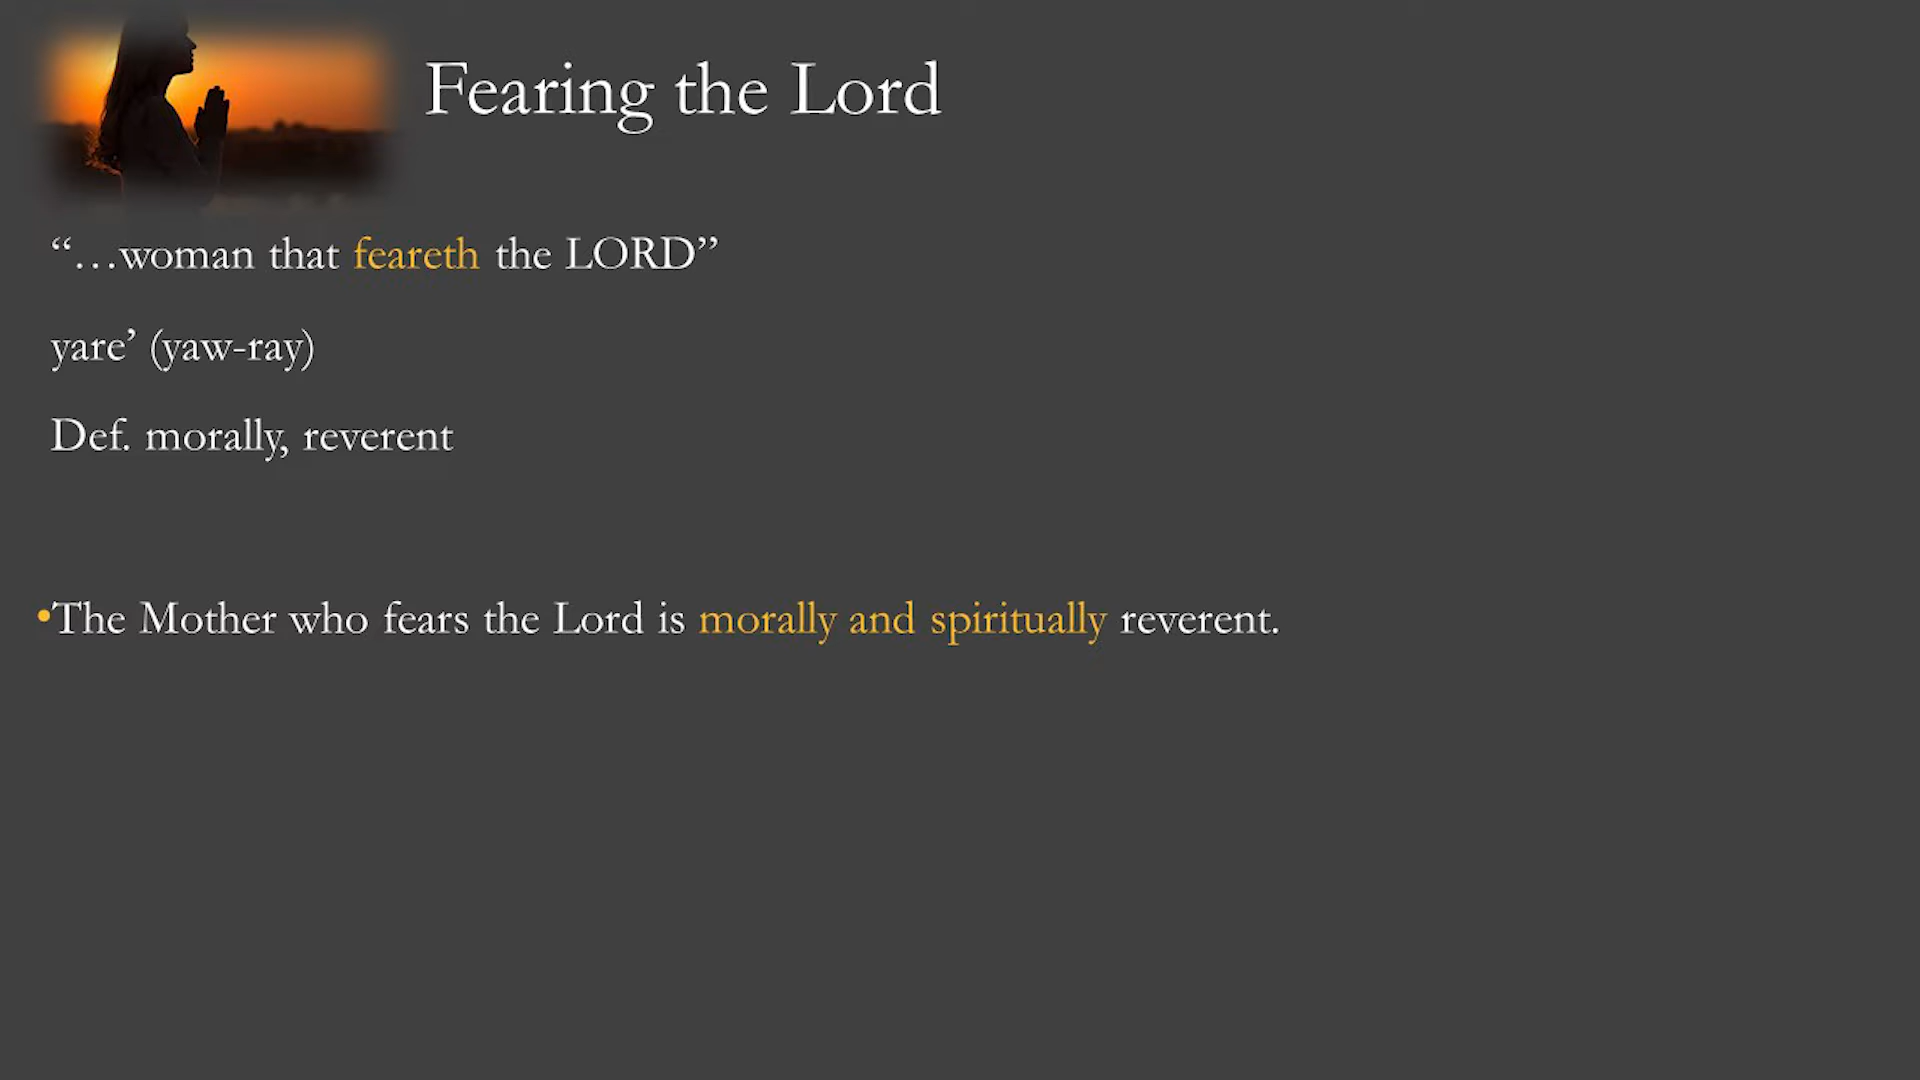 Fearing the Lord
“…woman that feareth the LORD”
yare’ (yaw-ray)
Def. morally, reverent
•The Mother who fears the Lord is morally and spiritually reverent.